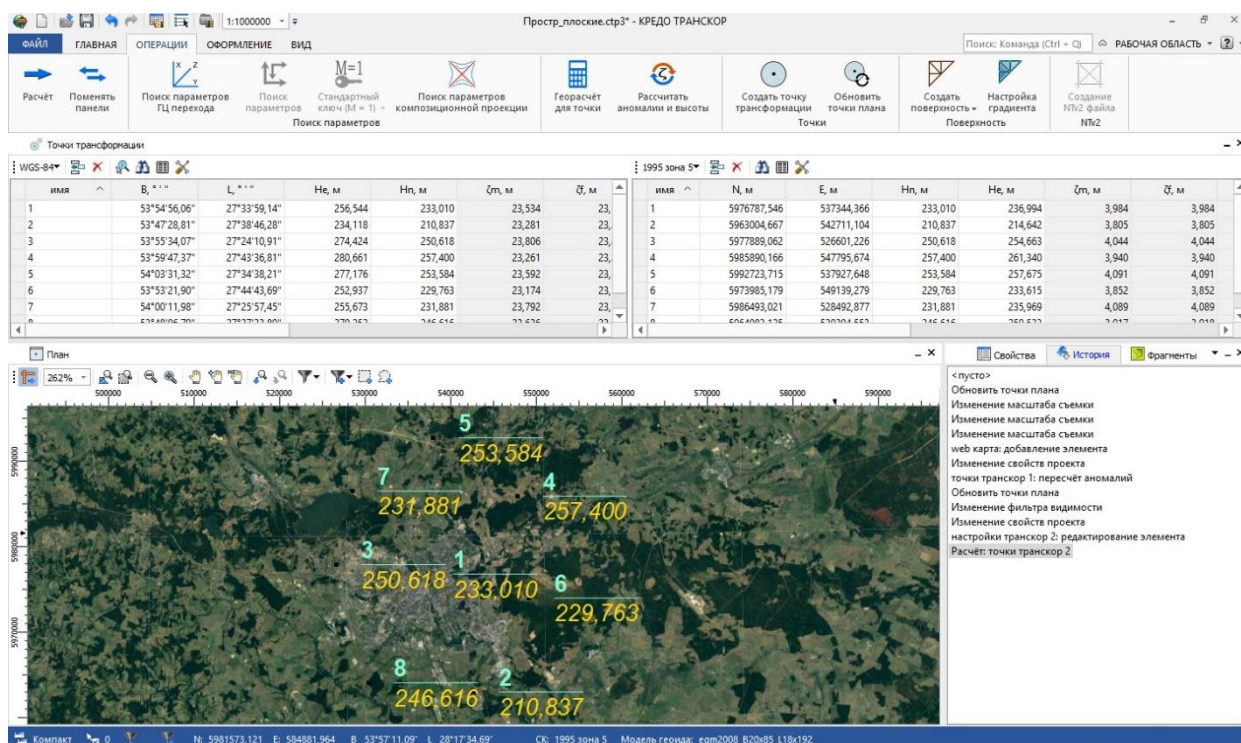 1:1000000
Простр_плоские.ctp3* - КРЕДО ТРАНСКОР
ФАЙЛ ГЛАВНАЯ ОПЕРАЦИИ ОФОРМЛЕНИЕ ВИД
Поиск: Команда (Ctrl + Q) РАБОЧАЯ ОБЛАСТЬ ?
Расчёт
Поменять панели
Поиск параметров ГЦ перехода
Поиск параметров
M=1
Стандартный ключ (M = 1)
Поиск параметров композиционной проекции
Георасчёт для точки
Рассчитать аномалии и высоты
Создать точку трансформации
Обновить точки плана
Создать поверхность
Настройка градиента
Создание NTv2 файла
Поиск параметров
Точки
Поверхность
NTv2
Точки трансформации
WGS-84
имя B, ° ' " L, ° ' " He, м Hn, м ζm, м ζf, м
1 53°54'56,06" 27°33'59,14" 256,544 233,010 23,534 23,
2 53°47'28,81" 27°38'46,28" 234,118 210,837 23,281 23,
3 53°55'34,07" 27°24'10,91" 274,424 250,618 23,806 23,
4 53°59'47,37" 27°43'36,81" 280,661 257,400 23,261 23,
5 54°03'31,32" 27°34'38,21" 277,176 253,584 23,592 23,
6 53°53'21,90" 27°44'43,69" 252,937 229,763 23,174 23,
7 54°00'11,98" 27°25'57,45" 255,673 231,881 23,792 23,
1995 зона 5
имя N, м E, м Hn, м He, м ζm, м ζf, м
1 5976787,546 537344,366 233,010 236,994 3,984 3,984
2 5963004,667 542711,104 210,837 214,642 3,805 3,805
3 5977889,062 526601,226 250,618 254,663 4,044 4,044
4 5985890,166 547795,674 257,400 261,340 3,940 3,940
5 5992723,715 537927,648 253,584 257,675 4,091 4,091
6 5973985,179 549139,279 229,763 233,615 3,852 3,852
7 5986493,021 528492,877 231,881 235,969 4,089 4,089
План
262%
500000 510000 520000 530000 540000 550000 560000 570000 580000 590000
5990000
5980000
5970000
5
253,584
7
231,881
4
257,400
3
250,618
1
233,010
6
229,763
8
246,616
2
210,837
Свойства История Фрагменты
<пусто>
Обновить точки плана
Изменение масштаба съемки
Изменение масштаба съемки
Изменение масштаба съемки
web карта: добавление элемента
Изменение свойств проекта
точки транскор 1: пересчёт аномалий
Обновить точки плана
Изменение фильтра видимости
Изменение свойств проекта
настройки транскор 2: редактирование элемента
Расчёт: точки транскор 2
Компакт 0 N: 5981573.121 E: 584881.964 B 53°57'11.09" L 28°17'34.69" СК: 1995 зона 5 Модель геоида: egm2008_B20x85_L18x192